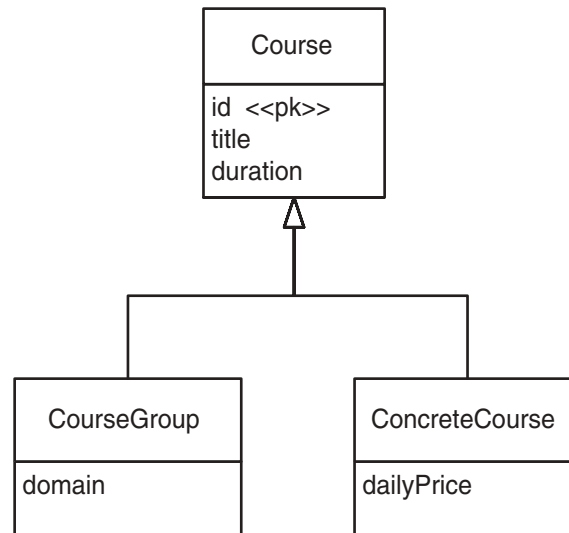 Course
id <<pk>>
title
duration
CourseGroup
domain
ConcreteCourse
dailyPrice